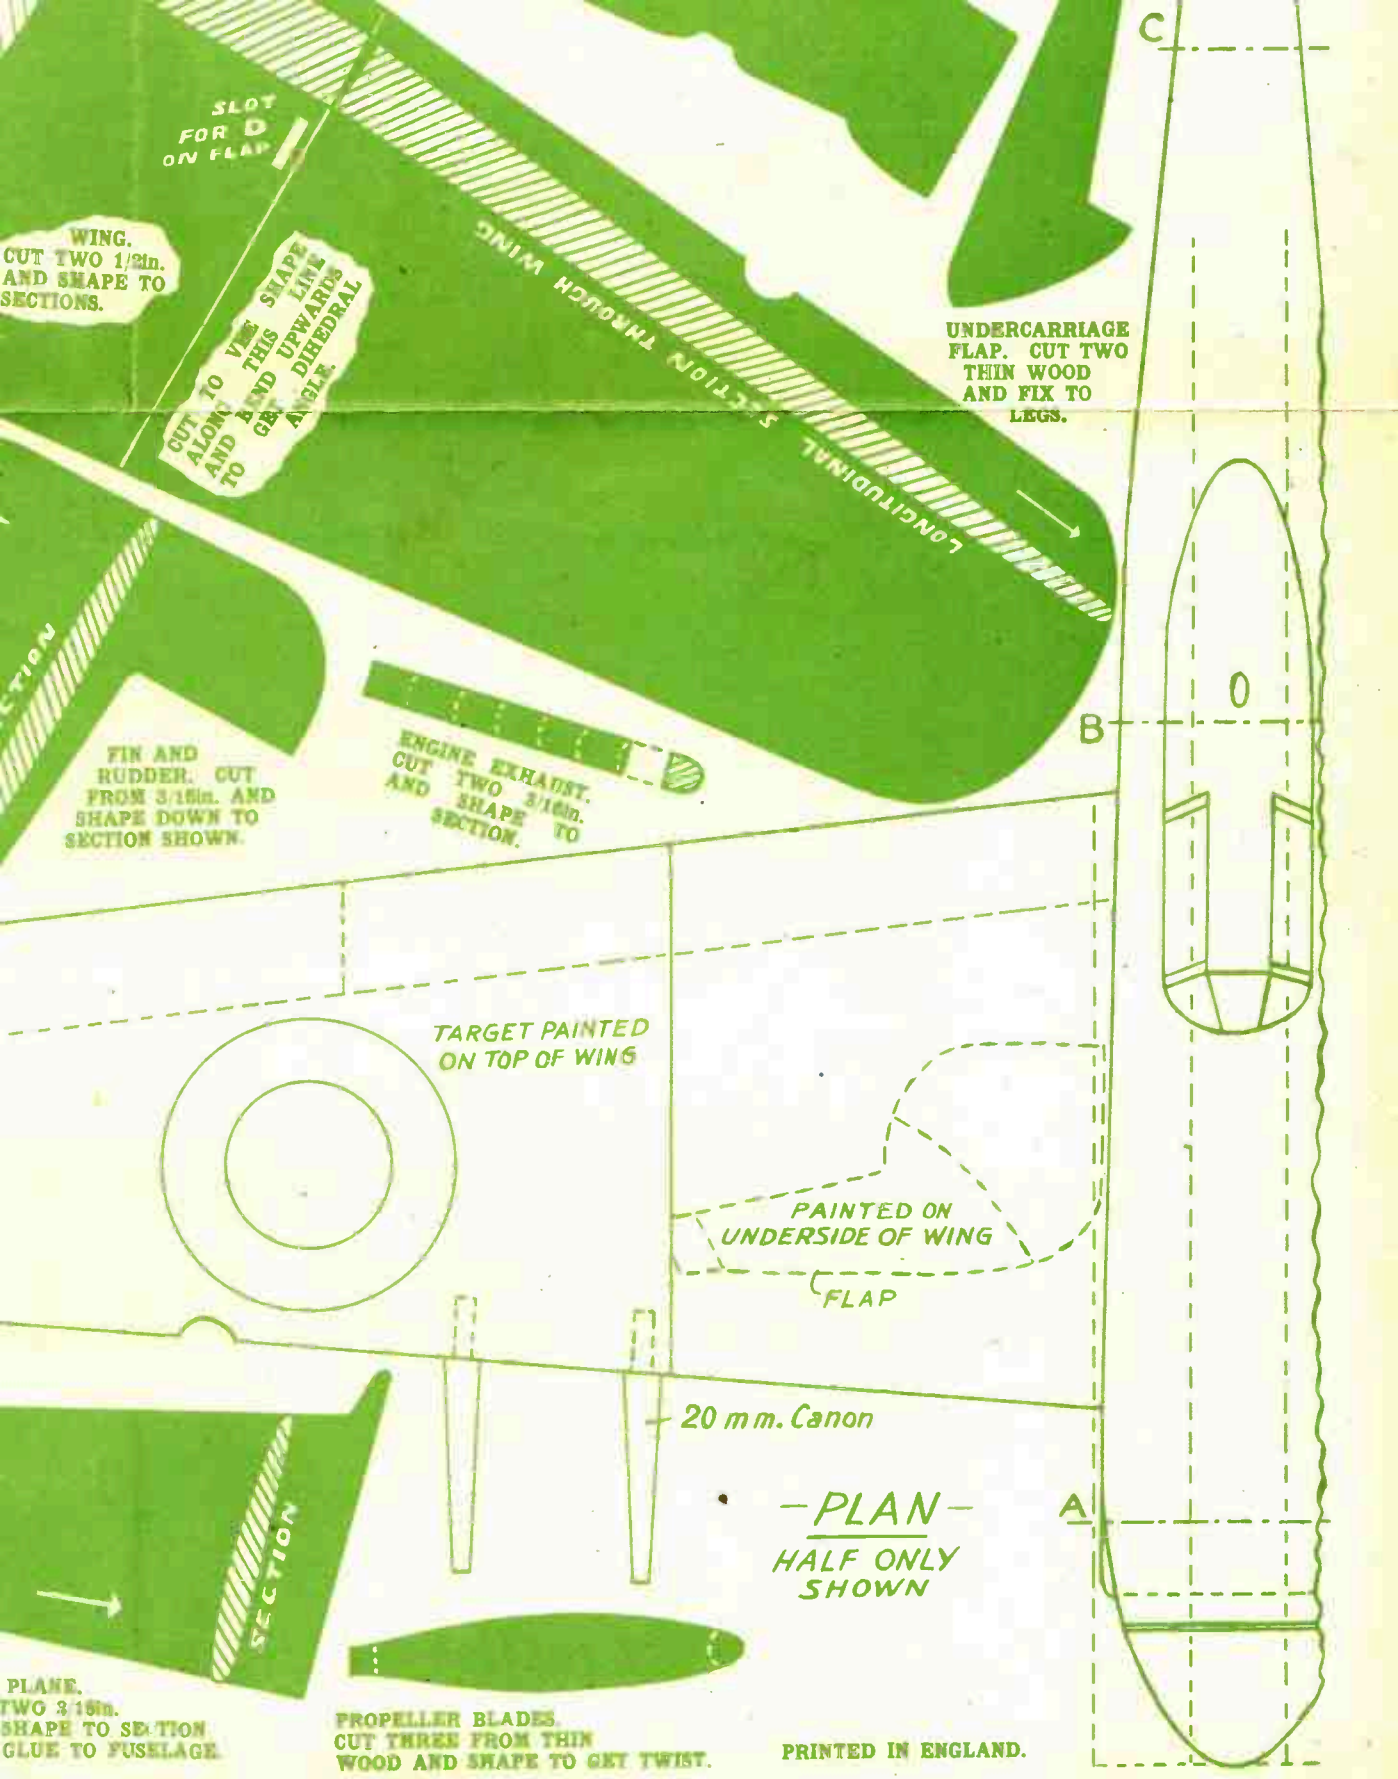 C
SLOT
FOR D
ON FLAP
WING.
CUT TWO 1/2in.
AND SHAPE TO
SECTIONS.
CUT TO VEE SHAPE
ALONG THIS LINE
AND BEND UPWARDS
TO GET DIHEDRAL
ANGLE.
LONGITUDINAL SECTION THROUGH WING
UNDERCARRIAGE
FLAP. CUT TWO
THIN WOOD
AND FIX TO
LEGS.
CTION
FIN AND
RUDDER. CUT
FROM 3/16in. AND
SHAPE DOWN TO
SECTION SHOWN.
ENGINE EXHAUST.
CUT TWO 3/16in.
AND SHAPE TO
SECTION.
B
TARGET PAINTED
ON TOP OF WING
PAINTED ON
UNDERSIDE OF WING
FLAP
20 mm. Canon
A
-PLAN-
HALF ONLY
SHOWN
SECTION
PLANE.
TWO 3/16in.
SHAPE TO SECTION
GLUE TO FUSELAGE.
PROPELLER BLADES.
CUT THREE FROM THIN
WOOD AND SHAPE TO GET TWIST.
PRINTED IN ENGLAND.